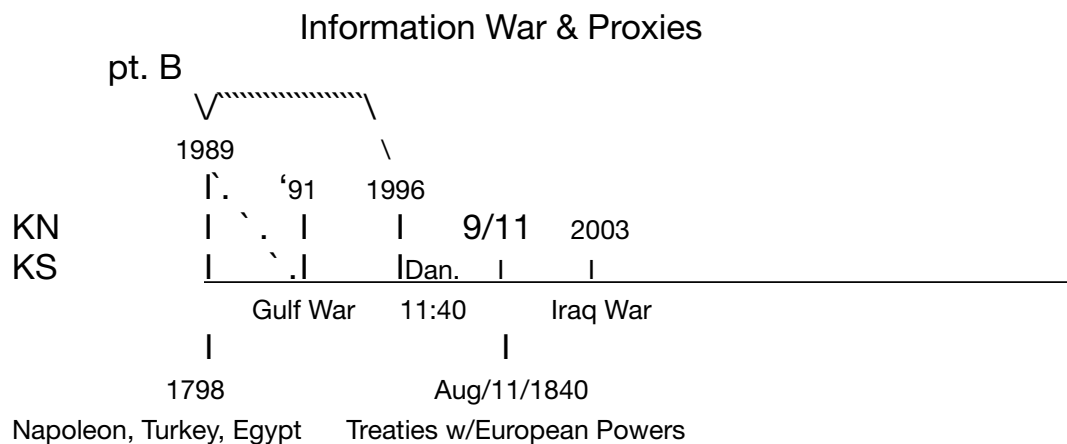 Information War & Proxies
pt. B
\/```````````````````\
1989 \
|`. ‘91 1996
KN | ` . | | 9/11 2003
KS | ` .| |Dan. | |
Gulf War 11:40 Iraq War
| |
1798 Aug/11/1840
Napoleon, Turkey, Egypt Treaties w/European Powers